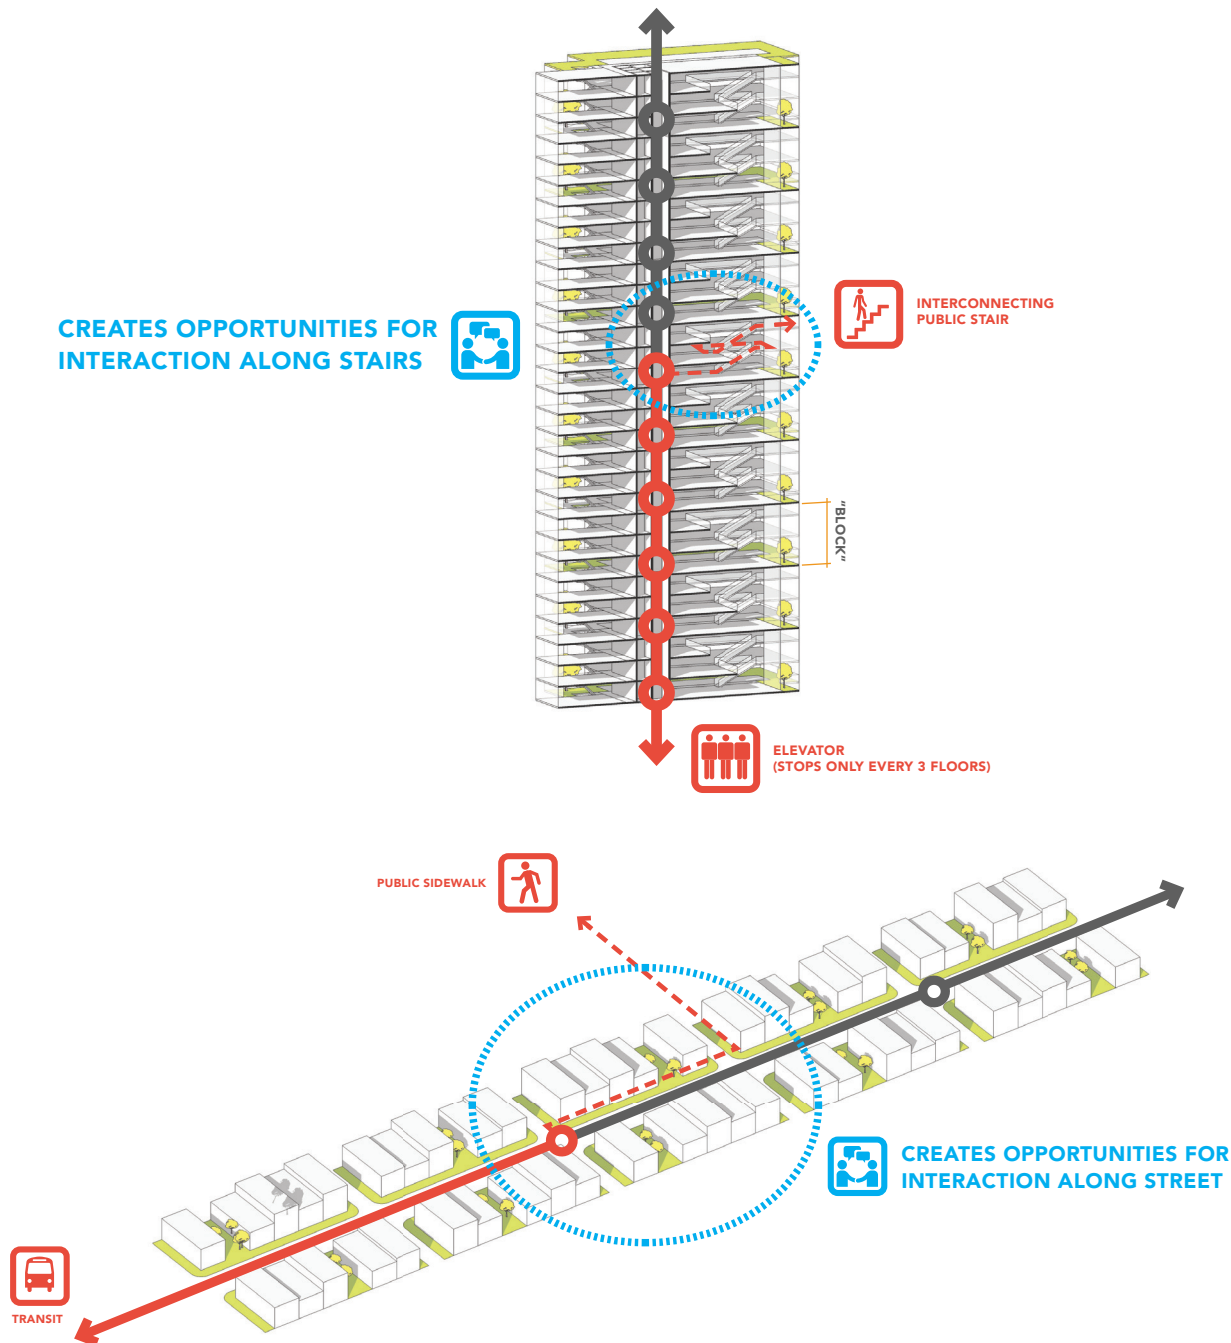 CREATES OPPORTUNITIES FOR
INTERACTION ALONG STAIRS
INTERCONNECTING
PUBLIC STAIR
"BLOCK"
ELEVATOR
(STOPS ONLY EVERY 3 FLOORS)
PUBLIC SIDEWALK
CREATES OPPORTUNITIES FOR
INTERACTION ALONG STREET
TRANSIT